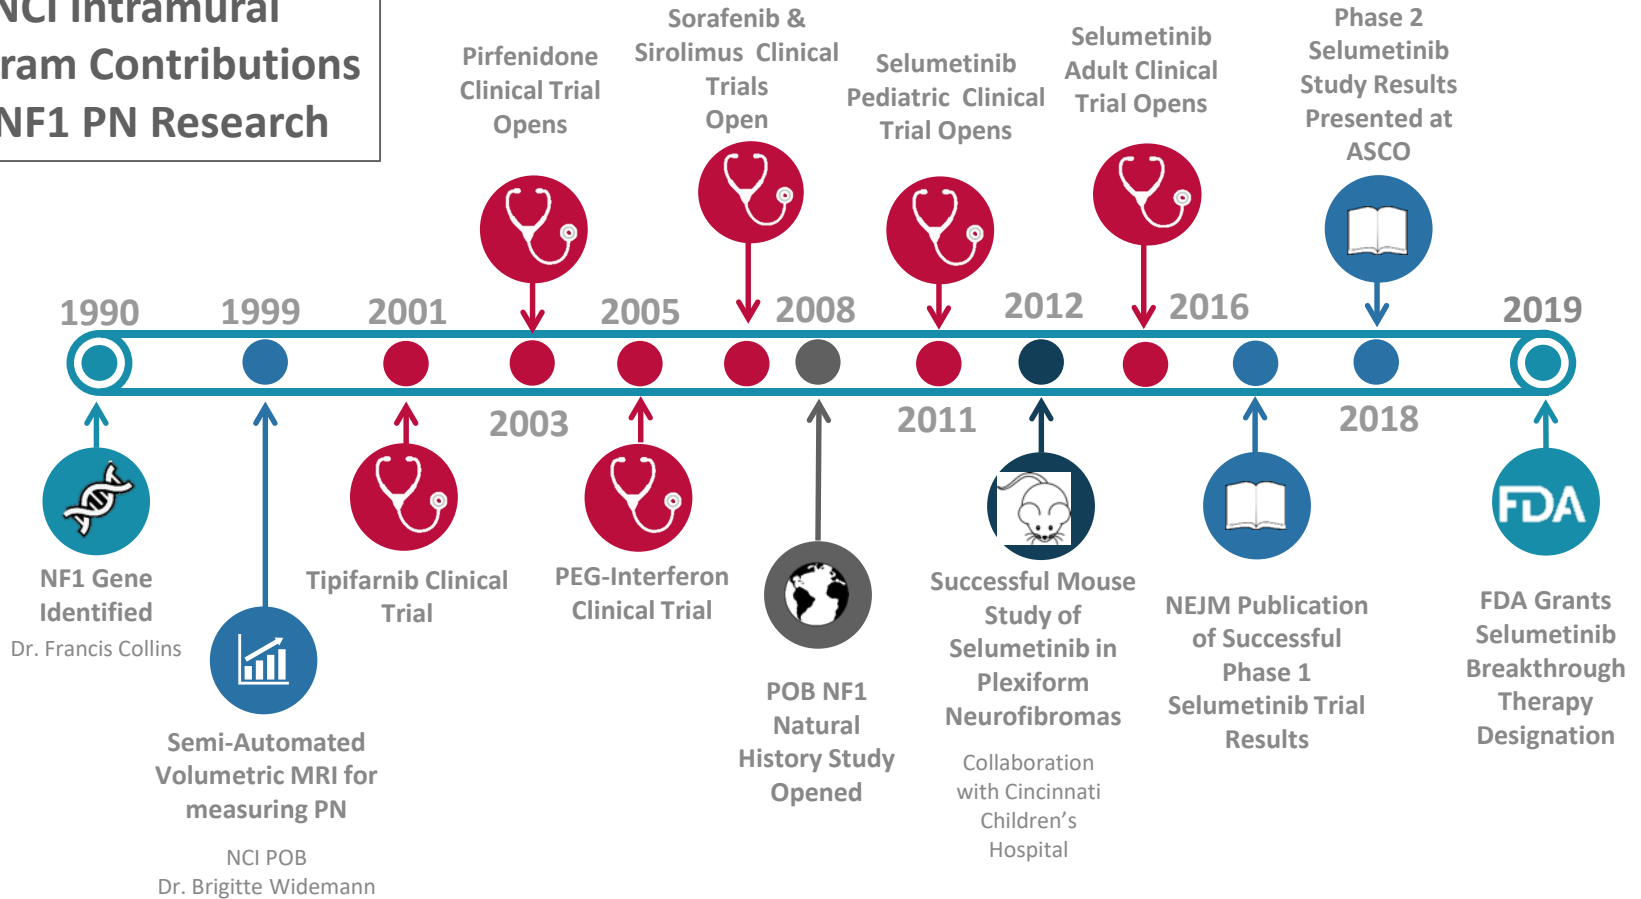 NCI Intramural
ram Contributions
NF1 PN Research
Pirfenidone
Clinical Trial
Opens
Sorafenib &
Sirolimus Clinical
Trials
Open
Selumetinib
Pediatric Clinical
Trial Opens
Selumetinib
Adult Clinical
Trial Opens
Phase 2
Selumetinib
Study Results
Presented at
ASCO
1990
1999
2001
2005
2008
2012
2016
2019
2003
2011
2018
FDA
NF1 Gene
Identified
Dr. Francis Collins
Semi-Automated
Volumetric MRI for
measuring PN
NCI POB
Dr. Brigitte Widemann
Tipifarnib Clinical
Trial
PEG-Interferon
Clinical Trial
POB NF1
Natural
History Study
Opened
Successful Mouse
Study of
Selumetinib in
Plexiform
Neurofibromas
Collaboration
with Cincinnati
Children's
Hospital
NEJM Publication
of Successful
Phase 1
Selumetinib Trial
Results
FDA Grants
Selumetinib
Breakthrough
Therapy
Designation